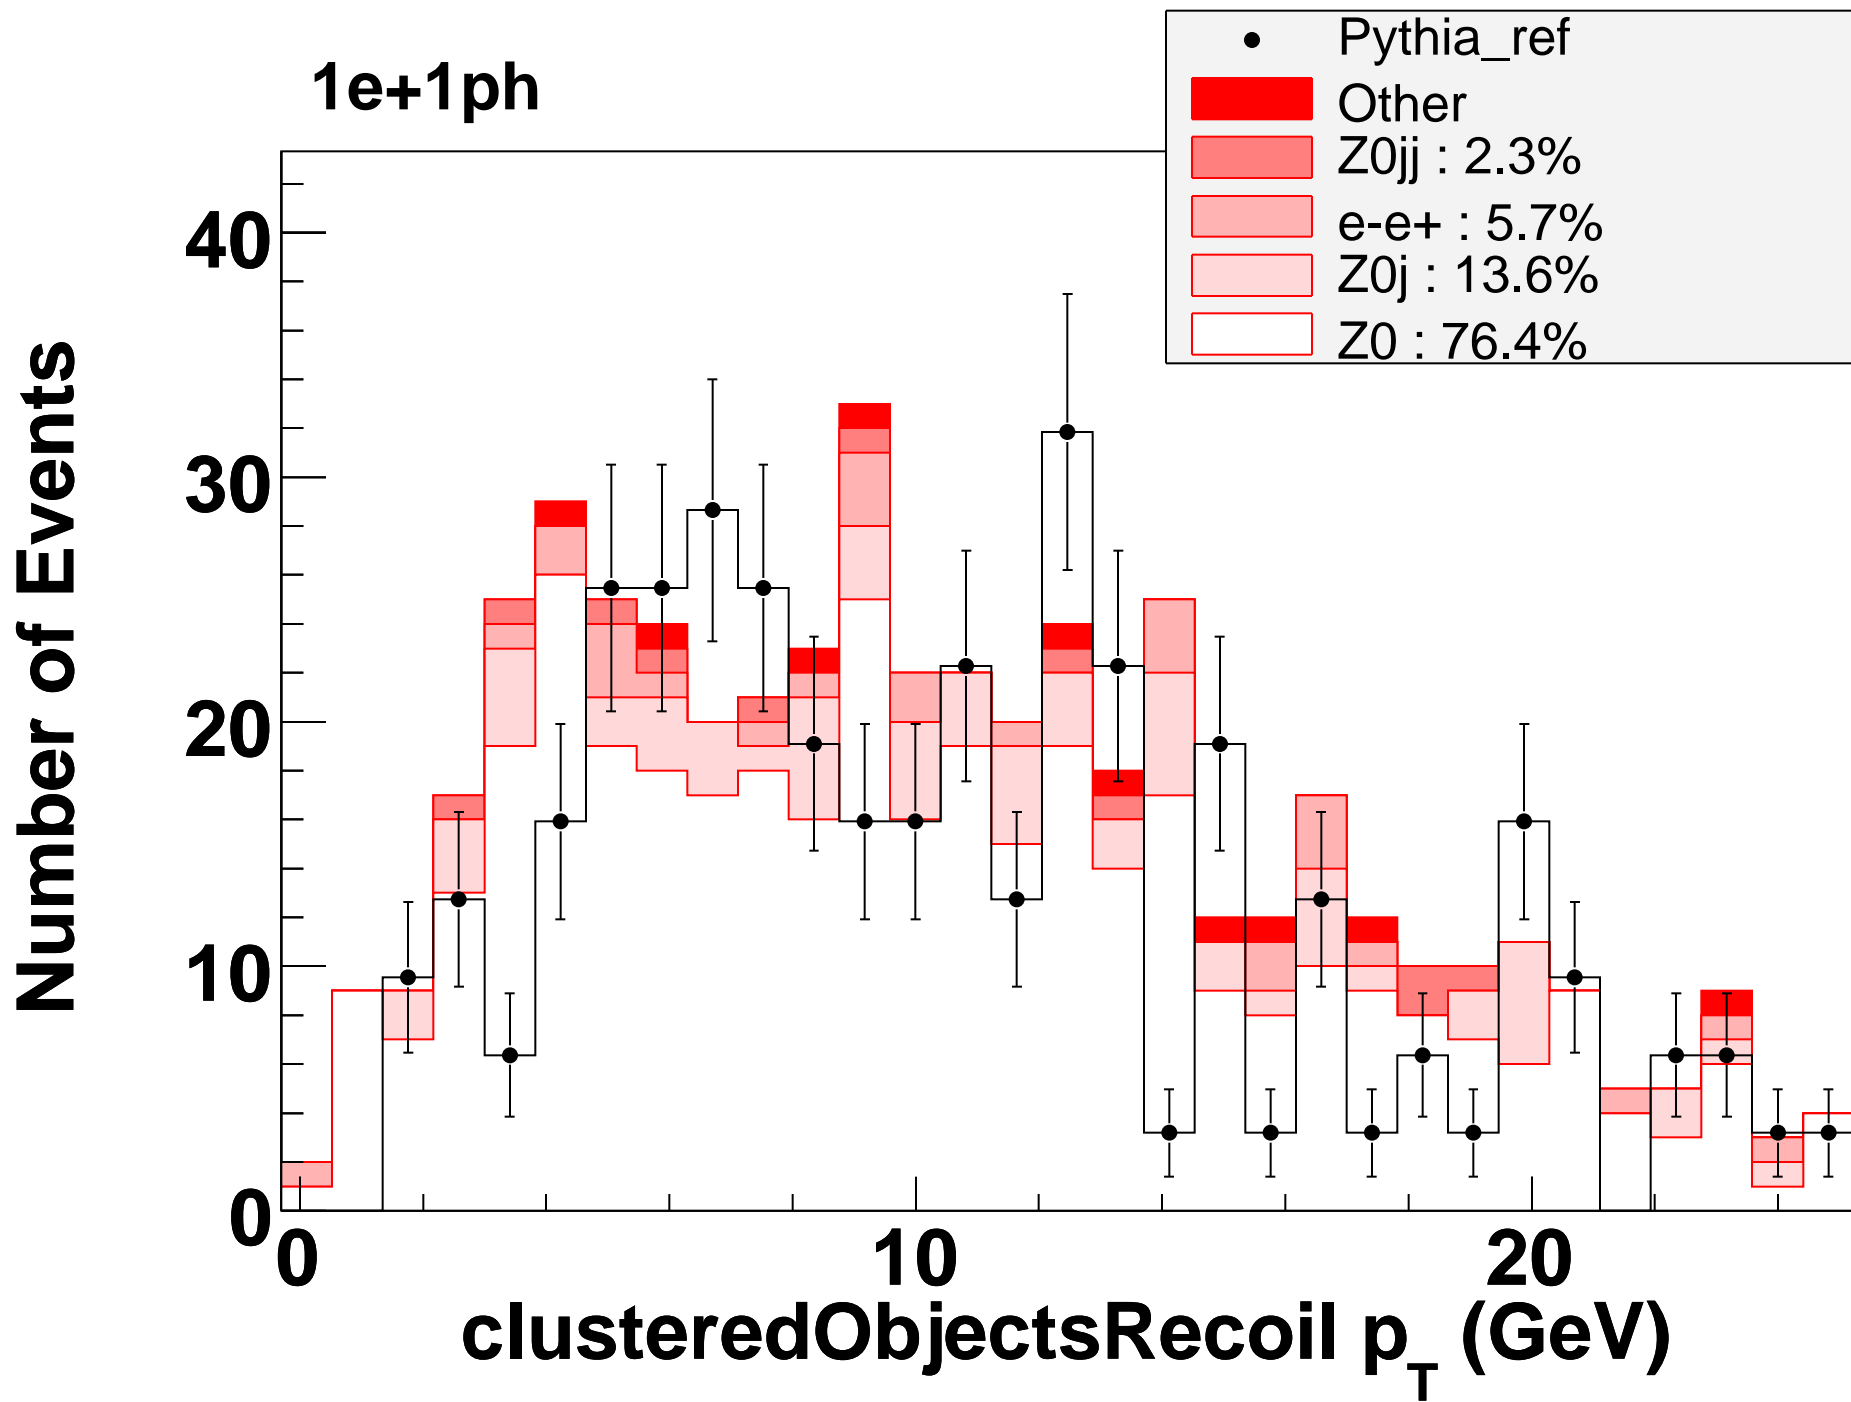 1e+1ph
Pythia_ref
Other
Z0jj : 2.3%
e-e+ : 5.7%
Z0j : 13.6%
Z0 : 76.4%
Number of Events
40
30
20
10
0
0 10 20
clusteredObjectsRecoil p_T (GeV)